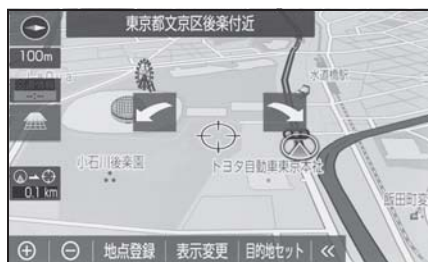 東京都文京区後楽付近
100m
水道橋駅
小石川後楽園
トヨタ自動車東京本社
飯田町変
0.1 km
地点登録
表示変更
目的地セット